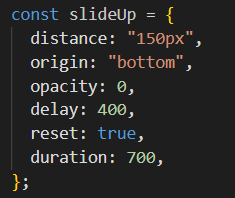 const slideUp = {
  distance: "150px",
  origin: "bottom",
  opacity: 0,
  delay: 400,
  reset: true,
  duration: 700,
};